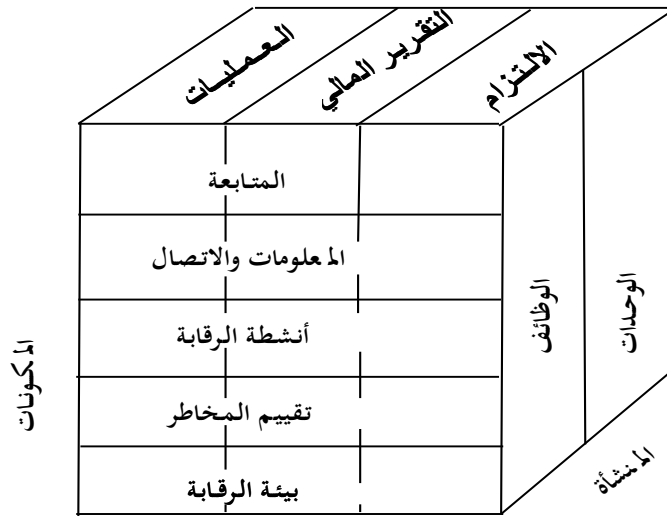 الالتزام
التقرير المالي
العمليات
المتابعة
المعلومات والاتصال
أنشطة الرقابة
تقييم المخاطر
بيئة الرقابة
الوحدات
الوظائف
المكونات
المنشأة